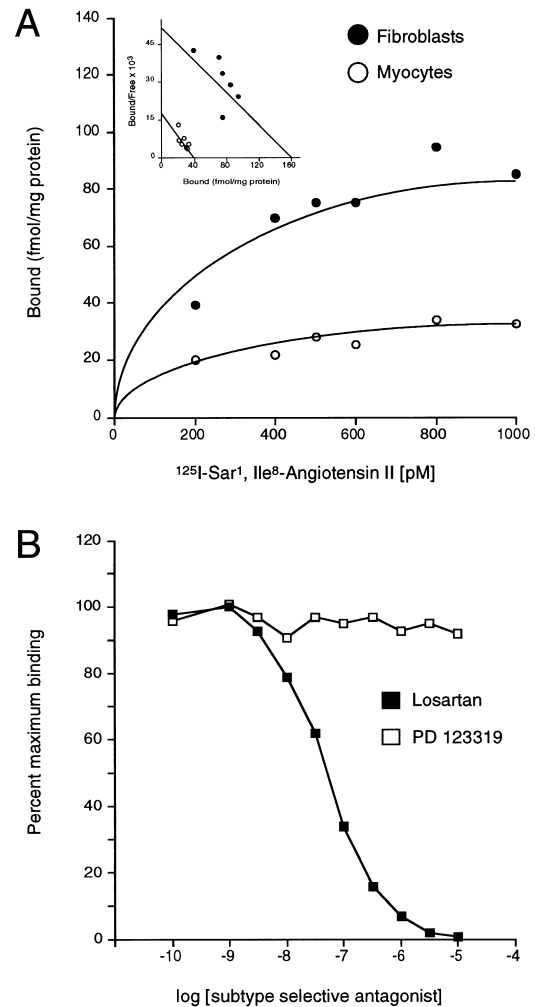 A
140
120
100
80
60
40
20
0
Bound (fmol/mg protein)
45
30
15
0
Bound/Free x 10³
0 40 80 120 160
Bound (fmol/mg protein)
Fibroblasts
Myocytes
0 200 400 600 800 1000
¹²⁵I-Sar¹, Ile⁸-Angiotensin II [pM]
B
120
100
80
60
40
20
0
Percent maximum binding
Losartan
PD 123319
-10 -9 -8 -7 -6 -5 -4
log [subtype selective antagonist]